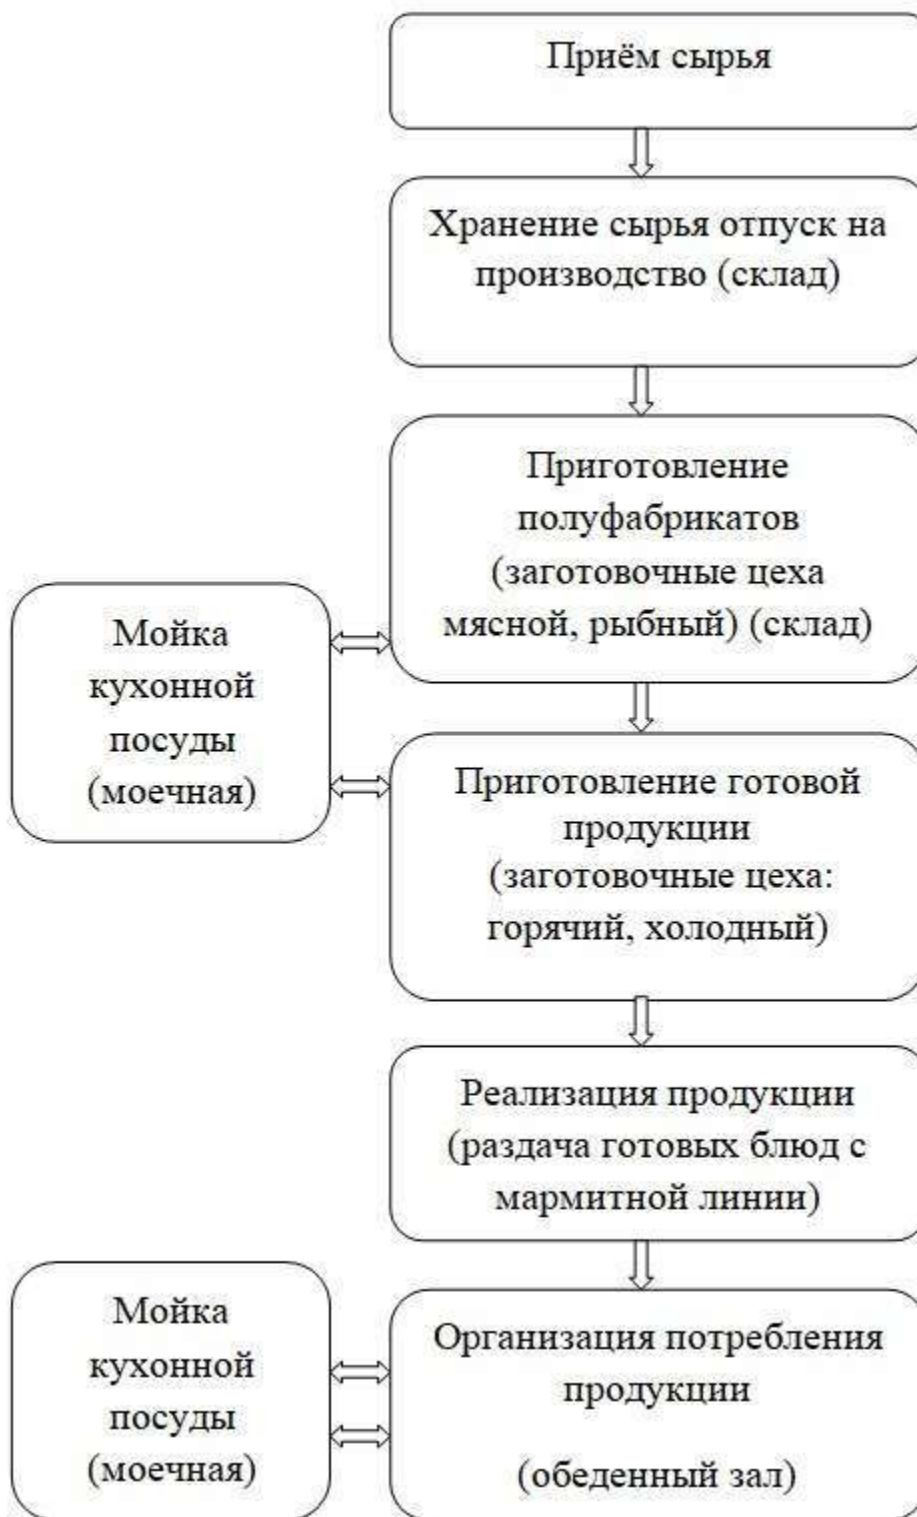 Приём сырья
Хранение сырья отпуск на
производство (склад)
Приготовление
полуфабрикатов
(заготовочные цеха
мясной, рыбный) (склад)
Мойка
кухонной
посуды
(моечная)
Приготовление готовой
продукции
(заготовочные цеха:
горячий, холодный)
Реализация продукции
(раздача готовых блюд с
мармитной линии)
Мойка
кухонной
посуды
(моечная)
Организация потребления
продукции
(обеденный зал)